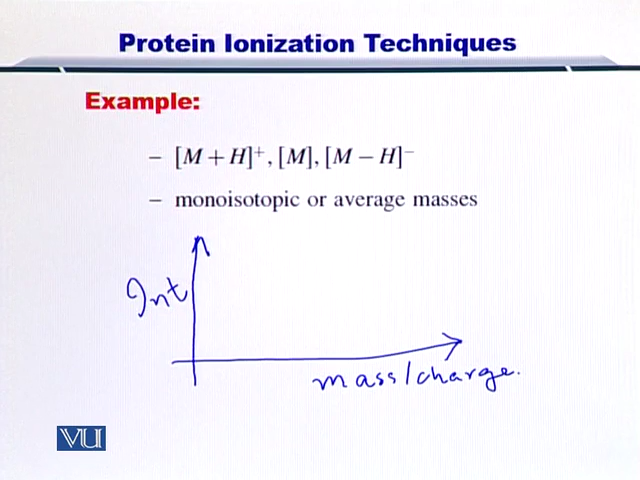 Protein Ionization Techniques
Example:
– [M + H]⁺, [M], [M − H]⁻
– monoisotopic or average masses
Int
mass/charge.
VU